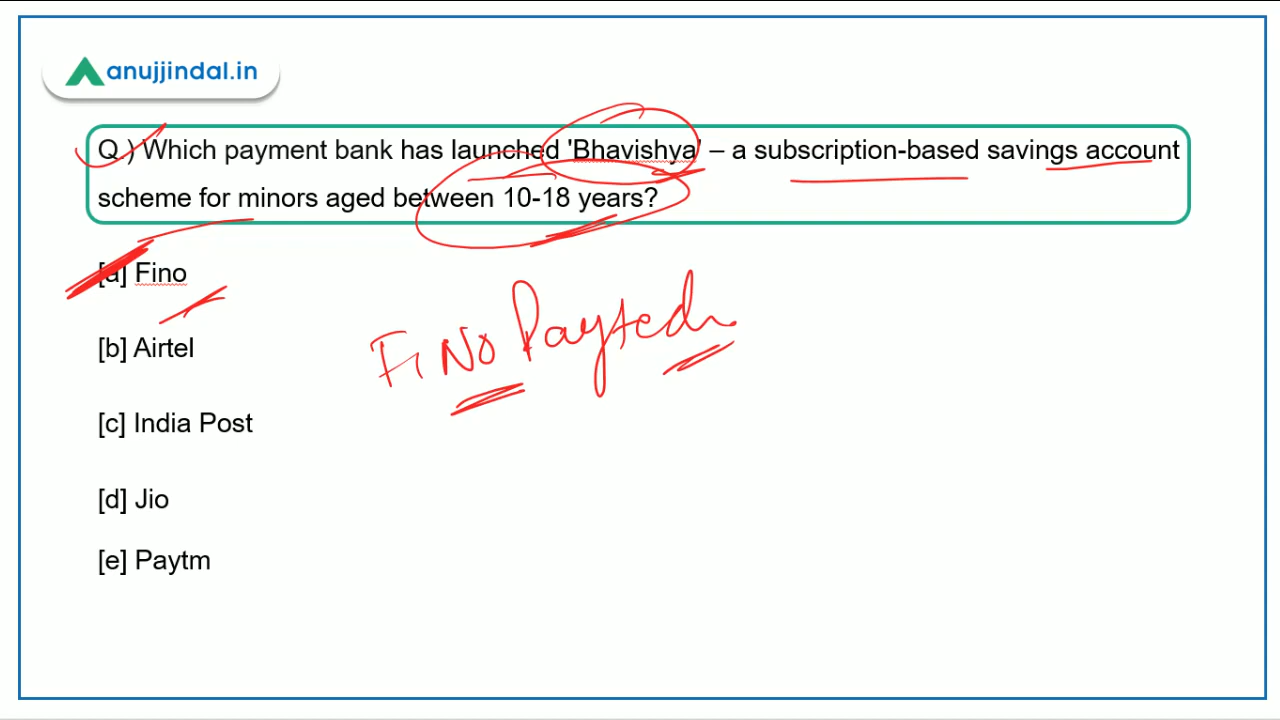 anujjindal.in
Q.) Which payment bank has launched 'Bhavishya' – a subscription-based savings account
scheme for minors aged between 10-18 years?
[a] Fino
FINO Paytech
[b] Airtel
[c] India Post
[d] Jio
[e] Paytm